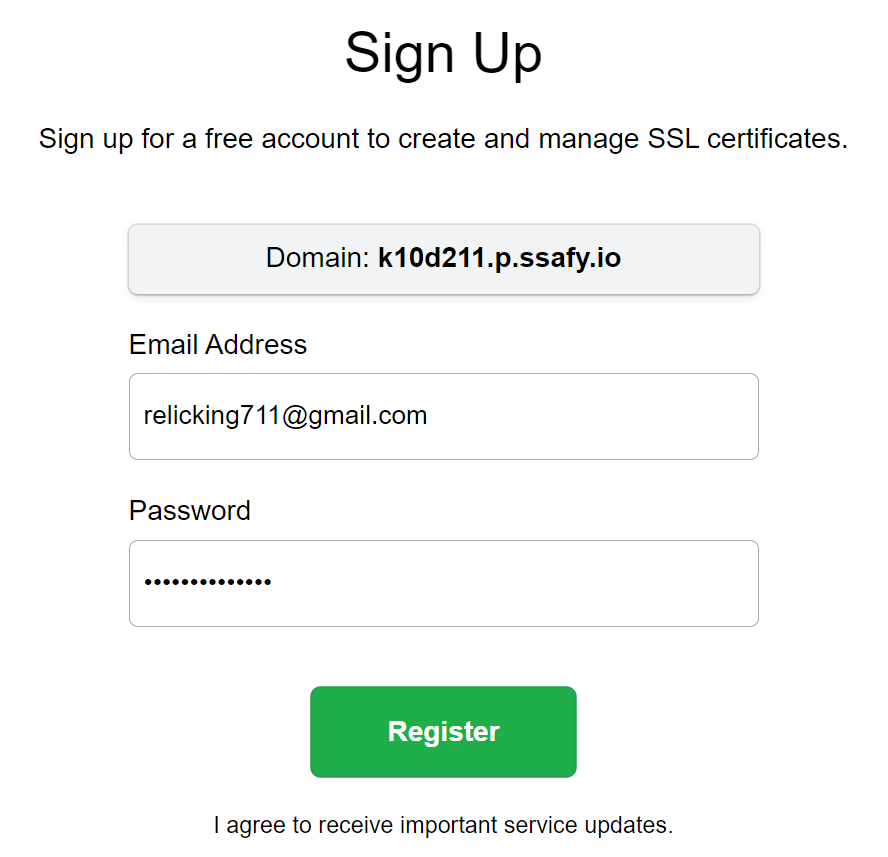 Sign Up
Sign up for a free account to create and manage SSL certificates.
Domain: k10d211.p.ssafy.io
Email Address
relicking711@gmail.com
Password
••••••••••••••
Register
I agree to receive important service updates.